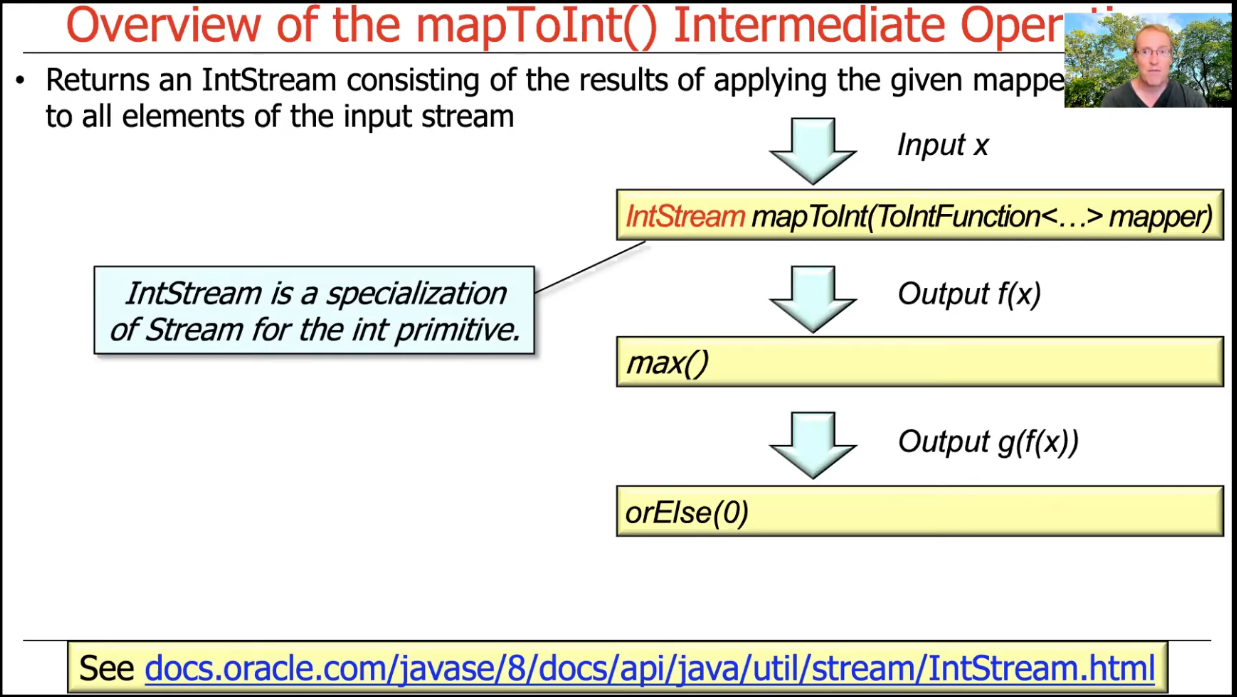 Overview of the mapToInt() Intermediate
• Returns an IntStream consisting of the results of applying the given
to all elements of the input stream
Input x
IntStream mapToInt(ToIntFunction<…> mapper)
IntStream is a specialization
of Stream for the int primitive.
Output f(x)
max()
Output g(f(x))
orElse(0)
See docs.oracle.com/javase/8/docs/api/java/util/stream/IntStream.html